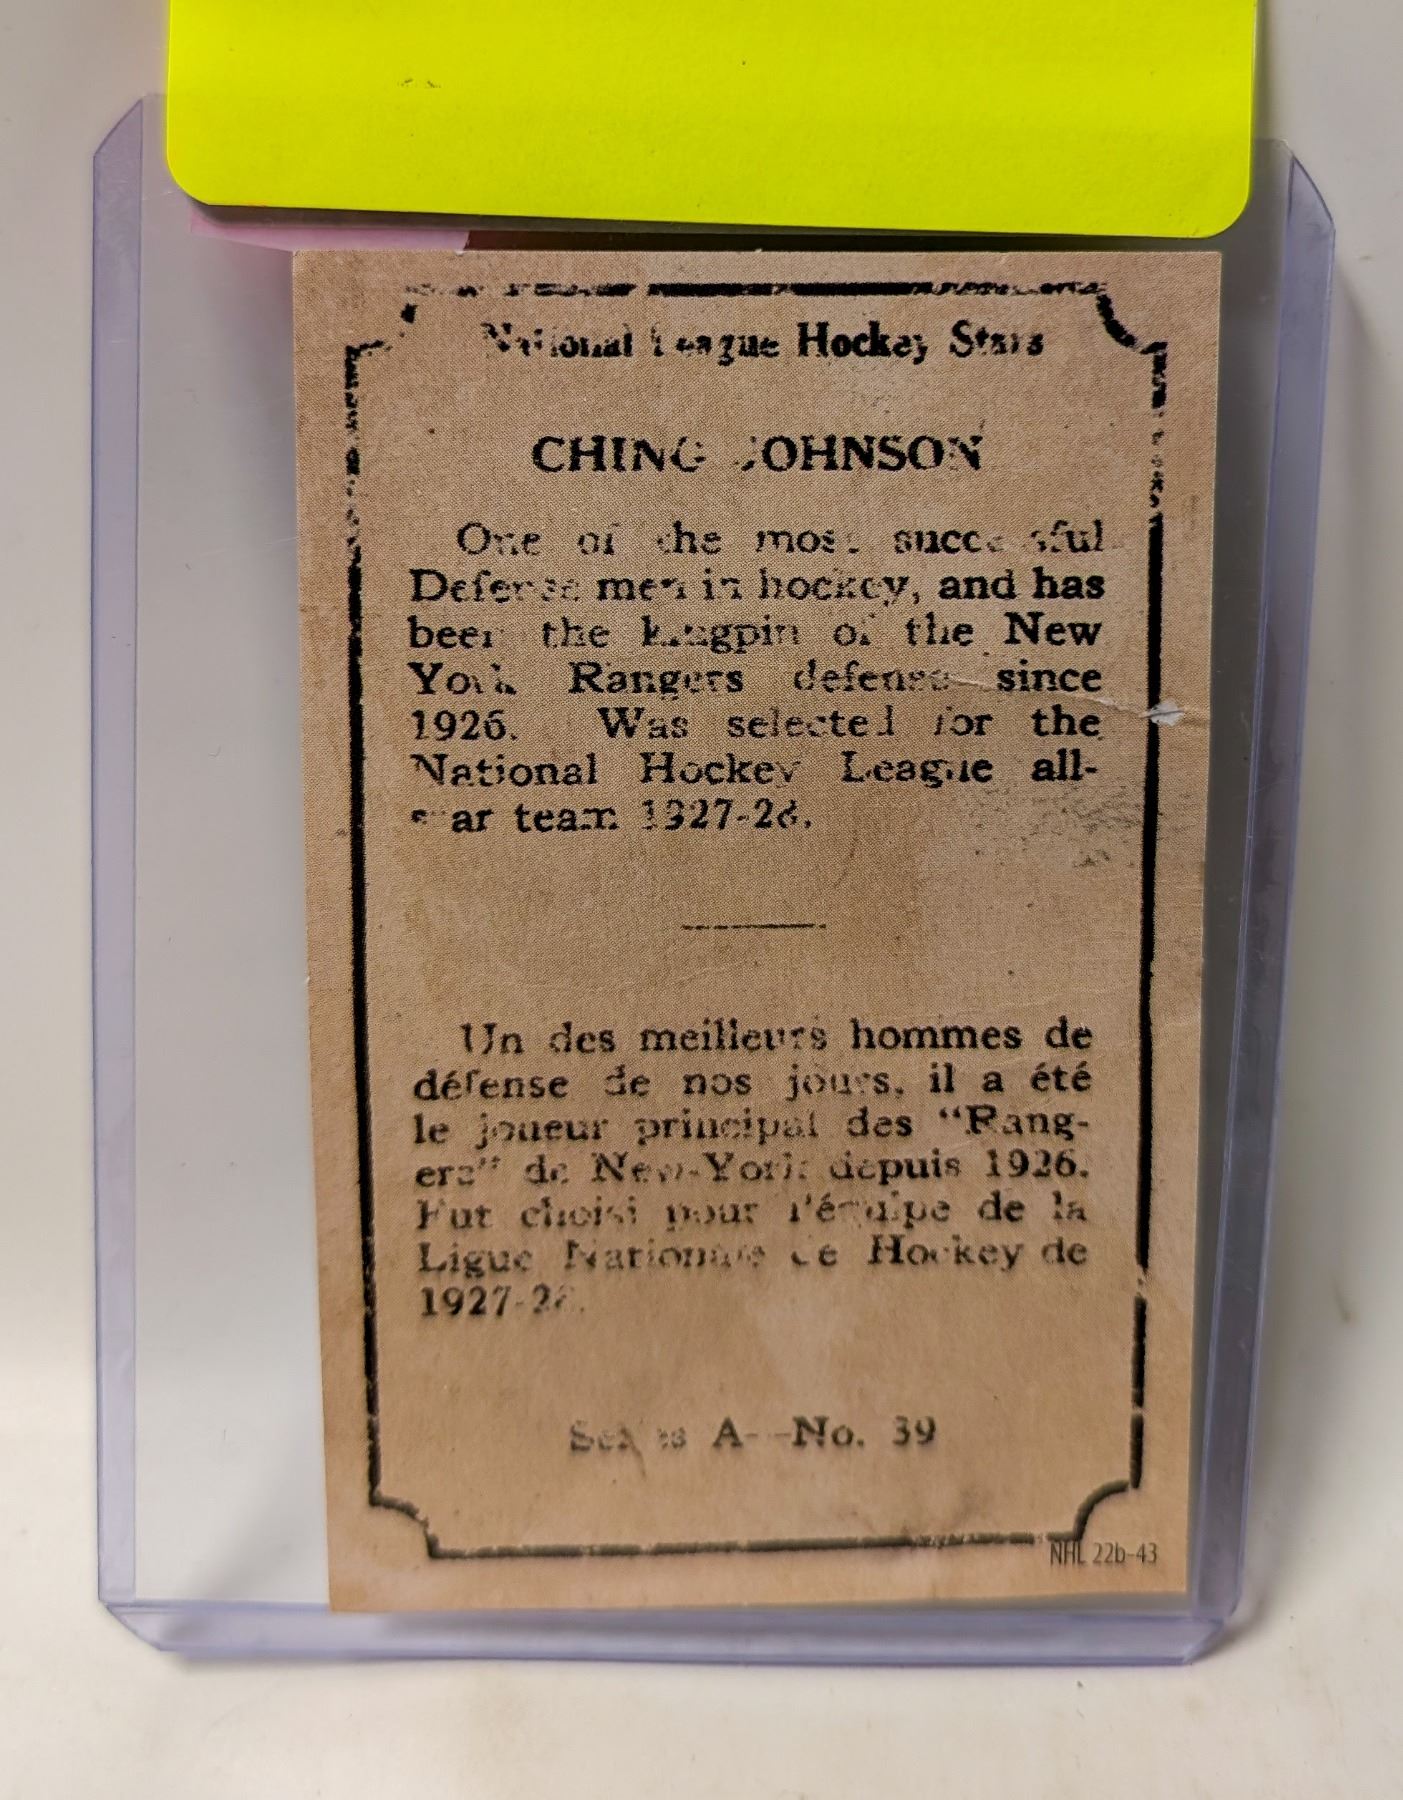 National League Hockey Stars
CHING JOHNSON
One of the most successful
Defense men in hockey, and has
been the kingpin of the New
York Rangers defense since
1926. Was selected for the
National Hockey League all-
star team 1927-28.
Un des meilleurs hommes de
défense de nos jours, il a été
le joueur principal des "Rang-
ers" de New-York depuis 1926.
Fut choisi pour l'équipe de la
Ligue Nationale de Hockey de
1927-28.
Series A--No. 39
NHL 22b-43